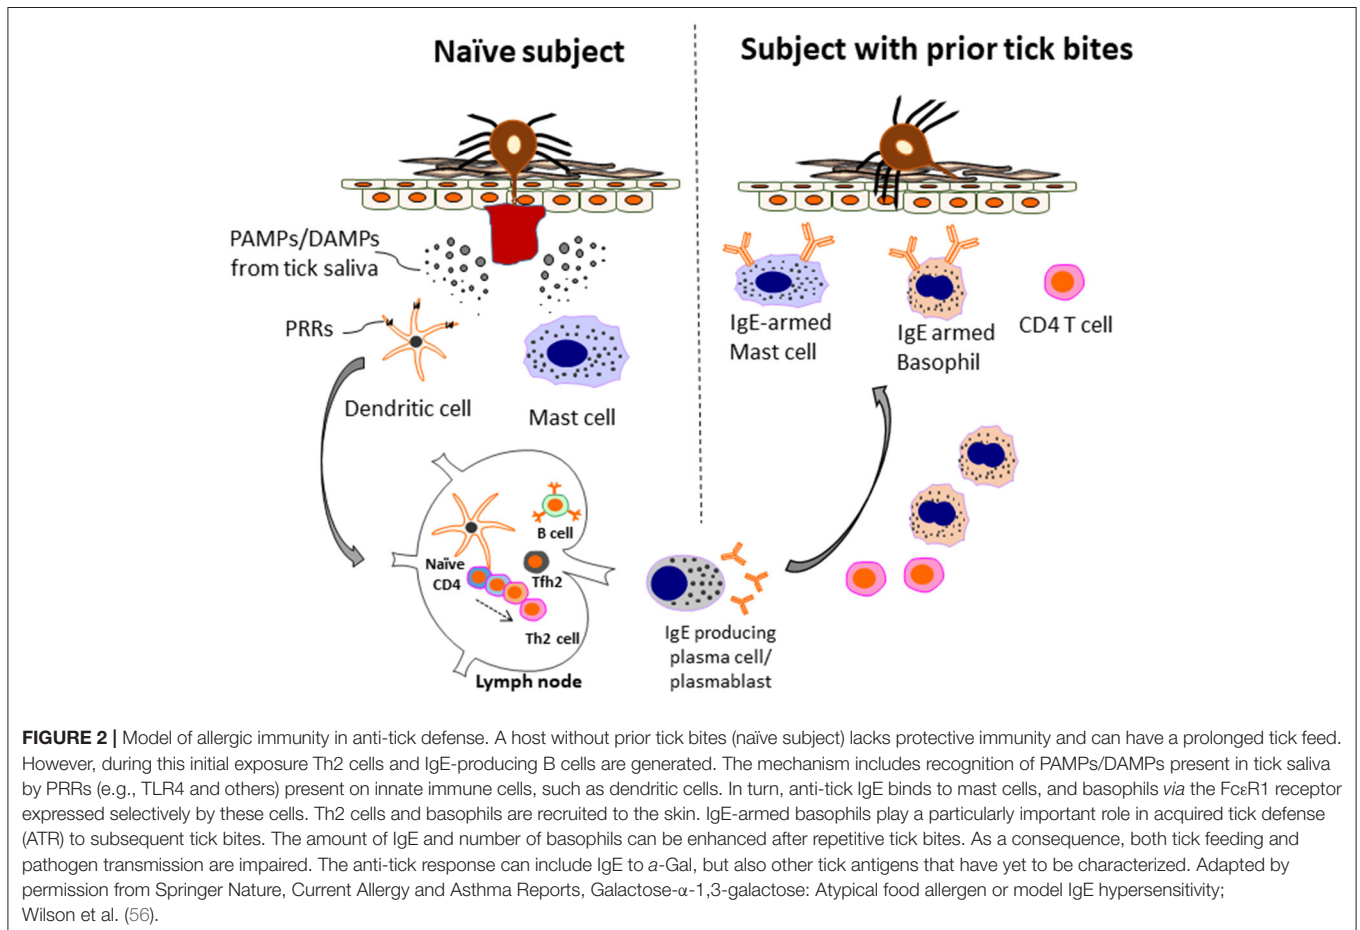 Naïve subject
Subject with prior tick bites
PAMPs/DAMPs
from tick saliva
PRRs
Dendritic cell
Mast cell
IgE-armed
Mast cell
IgE armed
Basophil
CD4 T cell
B cell
Naïve
CD4
Tfh2
Th2 cell
Lymph node
IgE producing
plasma cell/
plasmablast
FIGURE 2 | Model of allergic immunity in anti-tick defense. A host without prior tick bites (naïve subject) lacks protective immunity and can have a prolonged tick feed.
However, during this initial exposure Th2 cells and IgE-producing B cells are generated. The mechanism includes recognition of PAMPs/DAMPs present in tick saliva
by PRRs (e.g., TLR4 and others) present on innate immune cells, such as dendritic cells. In turn, anti-tick IgE binds to mast cells, and basophils via the FcεR1 receptor
expressed selectively by these cells. Th2 cells and basophils are recruited to the skin. IgE-armed basophils play a particularly important role in acquired tick defense
(ATR) to subsequent tick bites. The amount of IgE and number of basophils can be enhanced after repetitive tick bites. As a consequence, both tick feeding and
pathogen transmission are impaired. The anti-tick response can include IgE to a-Gal, but also other tick antigens that have yet to be characterized. Adapted by
permission from Springer Nature, Current Allergy and Asthma Reports, Galactose-α-1,3-galactose: Atypical food allergen or model IgE hypersensitivity;
Wilson et al. (56).